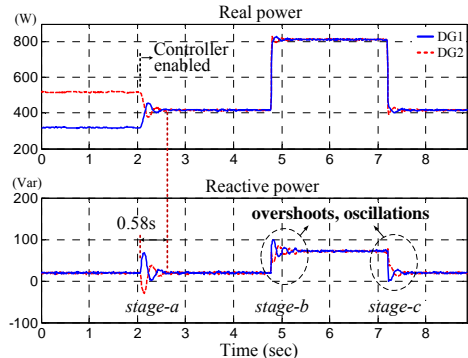 Real power
(W)
800
600
400
200
Controller
enabled
DG1
DG2
0 1 2 3 4 5 6 7 8
Time (sec)
(Var)
Reactive power
200
100
0
-100
0.58s
overshoots, oscillations
stage-a
stage-b
stage-c
0 1 2 3 4 5 6 7 8
Time (sec)